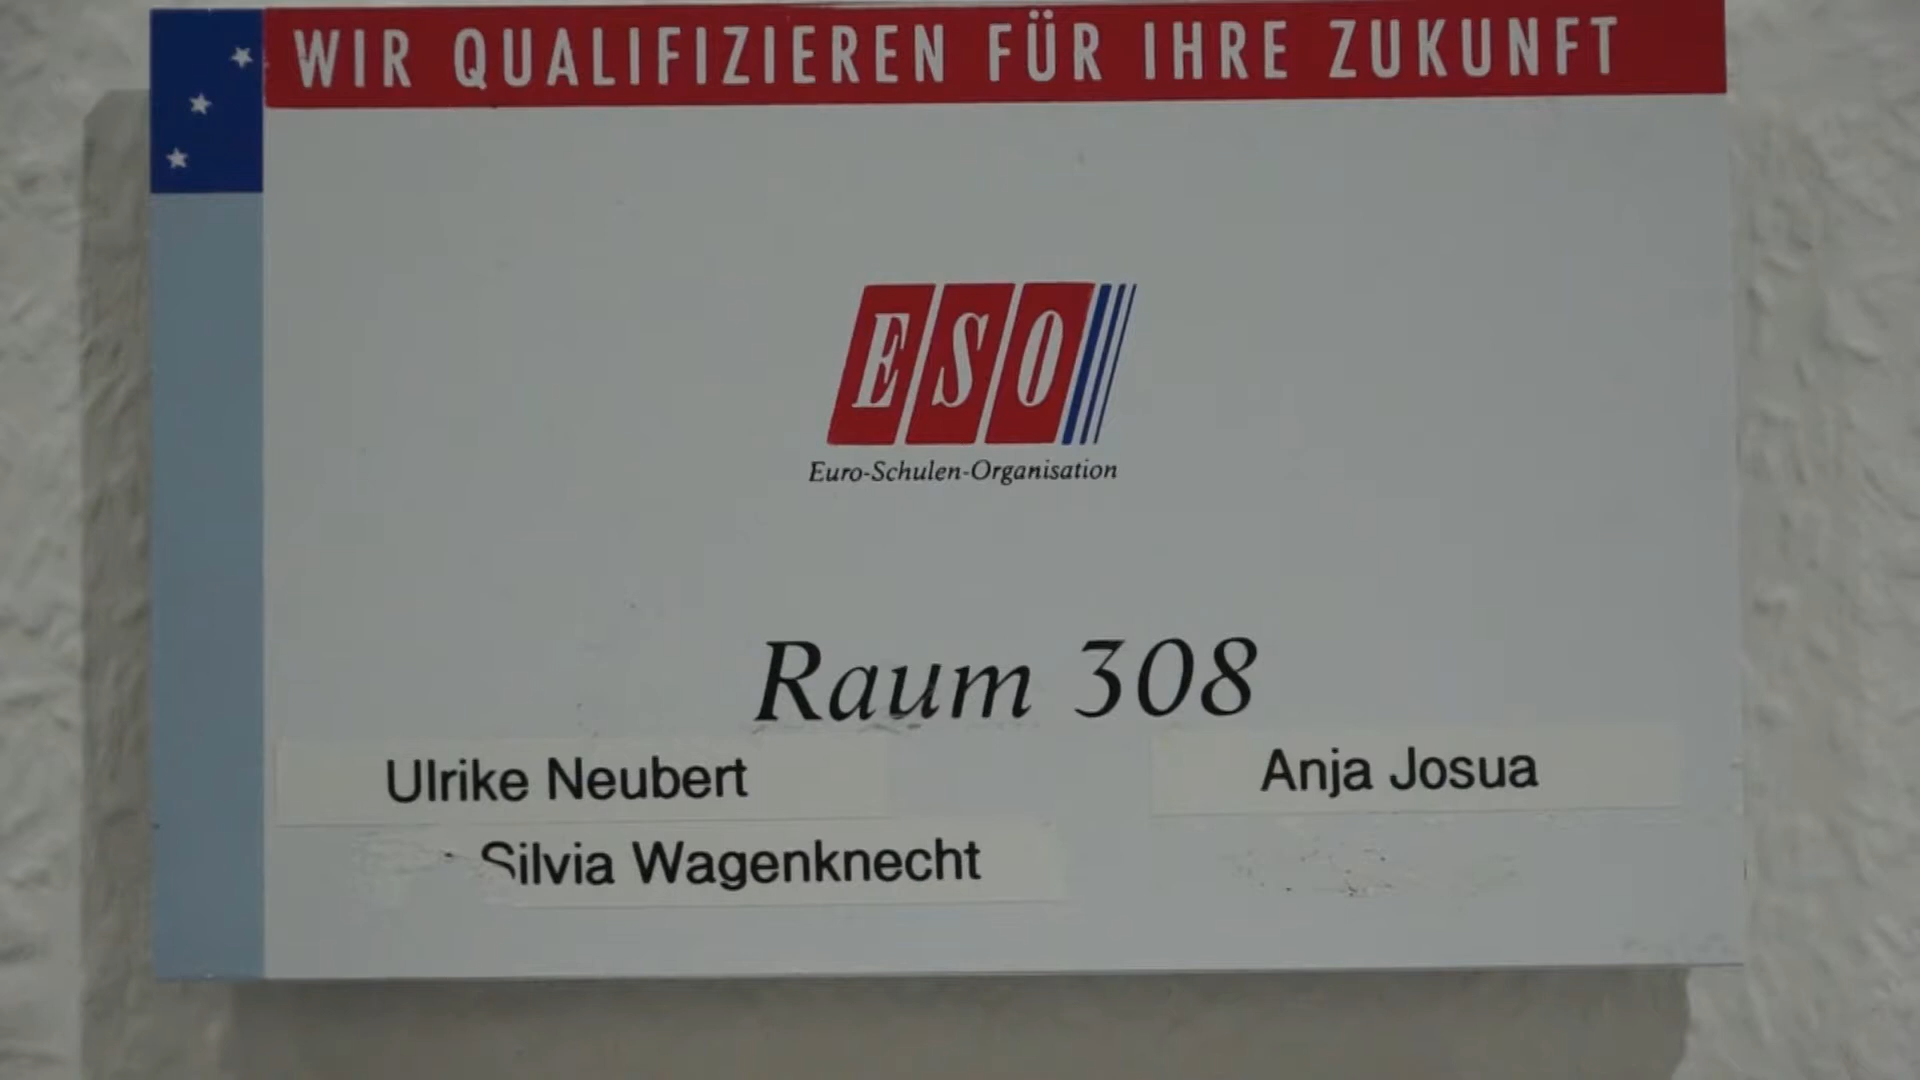 WIR QUALIFIZIEREN FÜR IHRE ZUKUNFT
ESO
Euro-Schulen-Organisation
Raum 308
Ulrike Neubert
Anja Josua
Silvia Wagenknecht